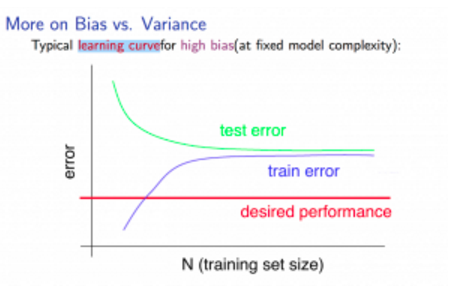 More on Bias vs. Variance
Typical learning curvefor high bias(at fixed model complexity):
test error
error
train error
desired performance
N (training set size)